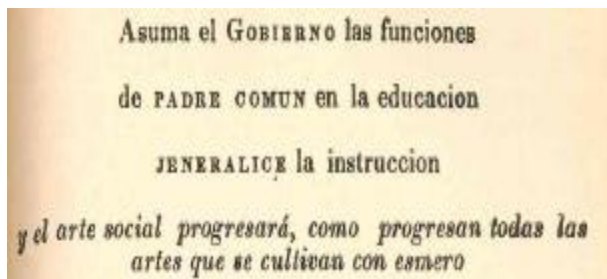 Asuma el GOBIERNO las funciones
de PADRE COMUN en la educacion
JENERALICE la instruccion
y el arte social progresará, como progresan todas las
artes que se cultivan con esmero